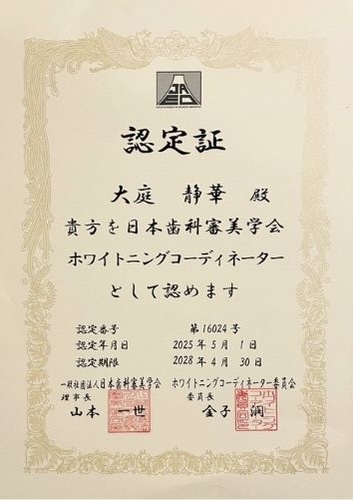 JAED
認定証
大庭 静華 殿
貴方を日本歯科審美学会
ホワイトニングコーディネーター
として認めます
認定番号 第16024号
認定年月日 2025年5月1日
認定期限 2028年4月30日
一般社団法人日本歯科審美学会 ホワイトニングコーディネーター委員会
理事長 委員長
山本 一世 金子 潤